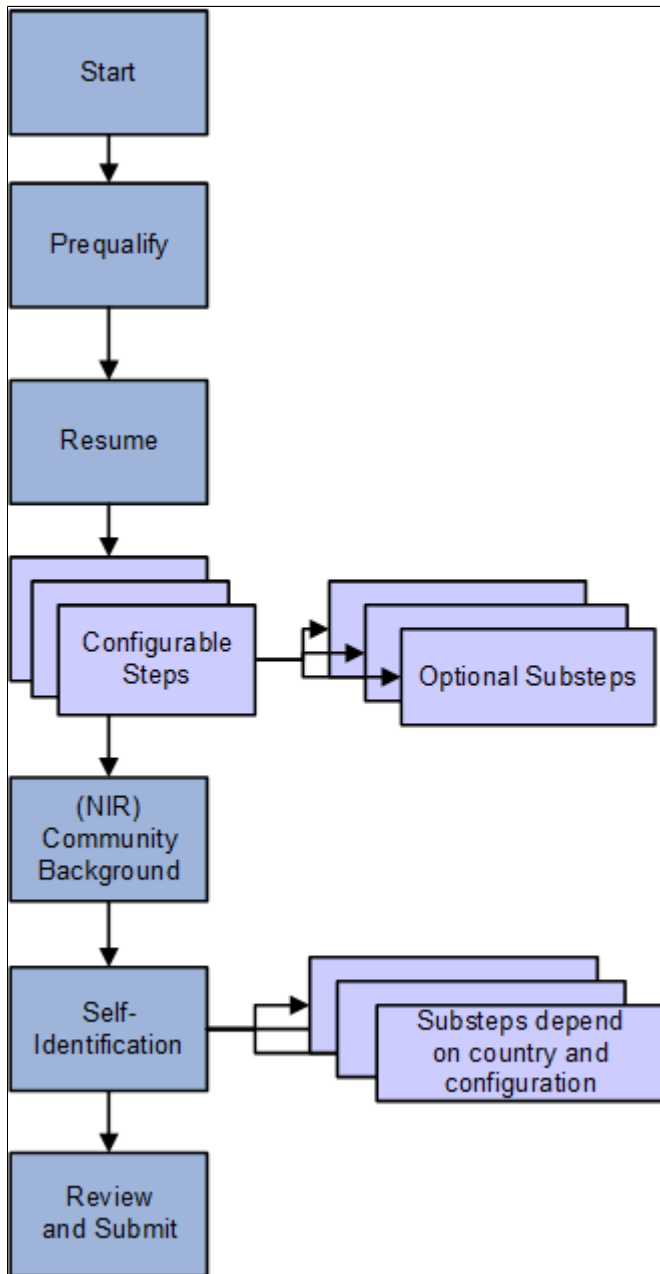 Start
Prequalify
Resume
Configurable
Steps
Optional Substeps
(NIR)
Community
Background
Self-
Identification
Substeps depend
on country and
configuration
Review
and Submit